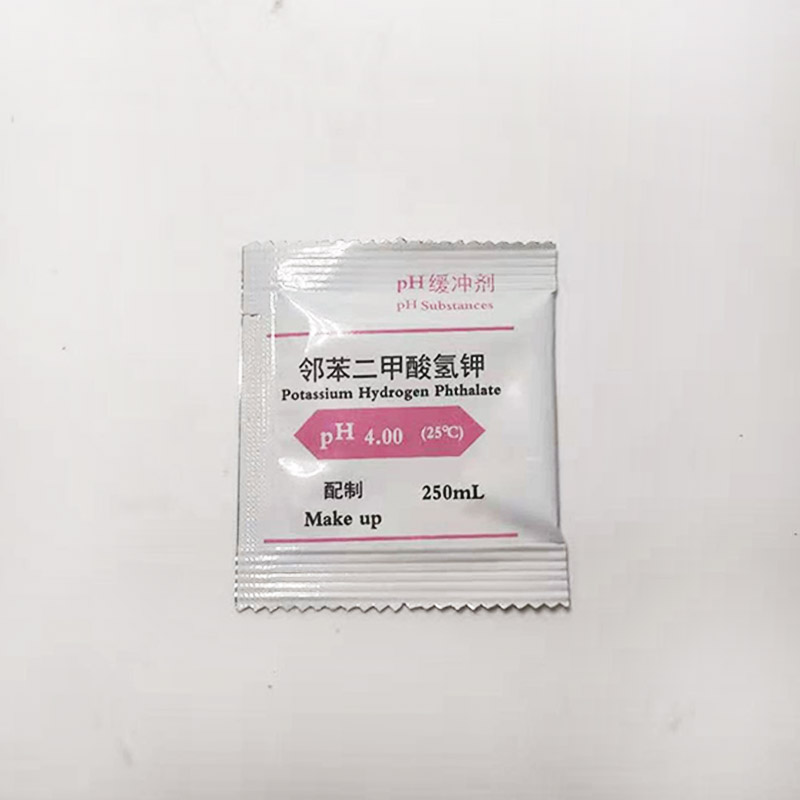 pH缓冲剂
pH Substances
邻苯二甲酸氢钾
Potassium Hydrogen Phthalate
pH 4.00 (25℃)
配制 250mL
Make up